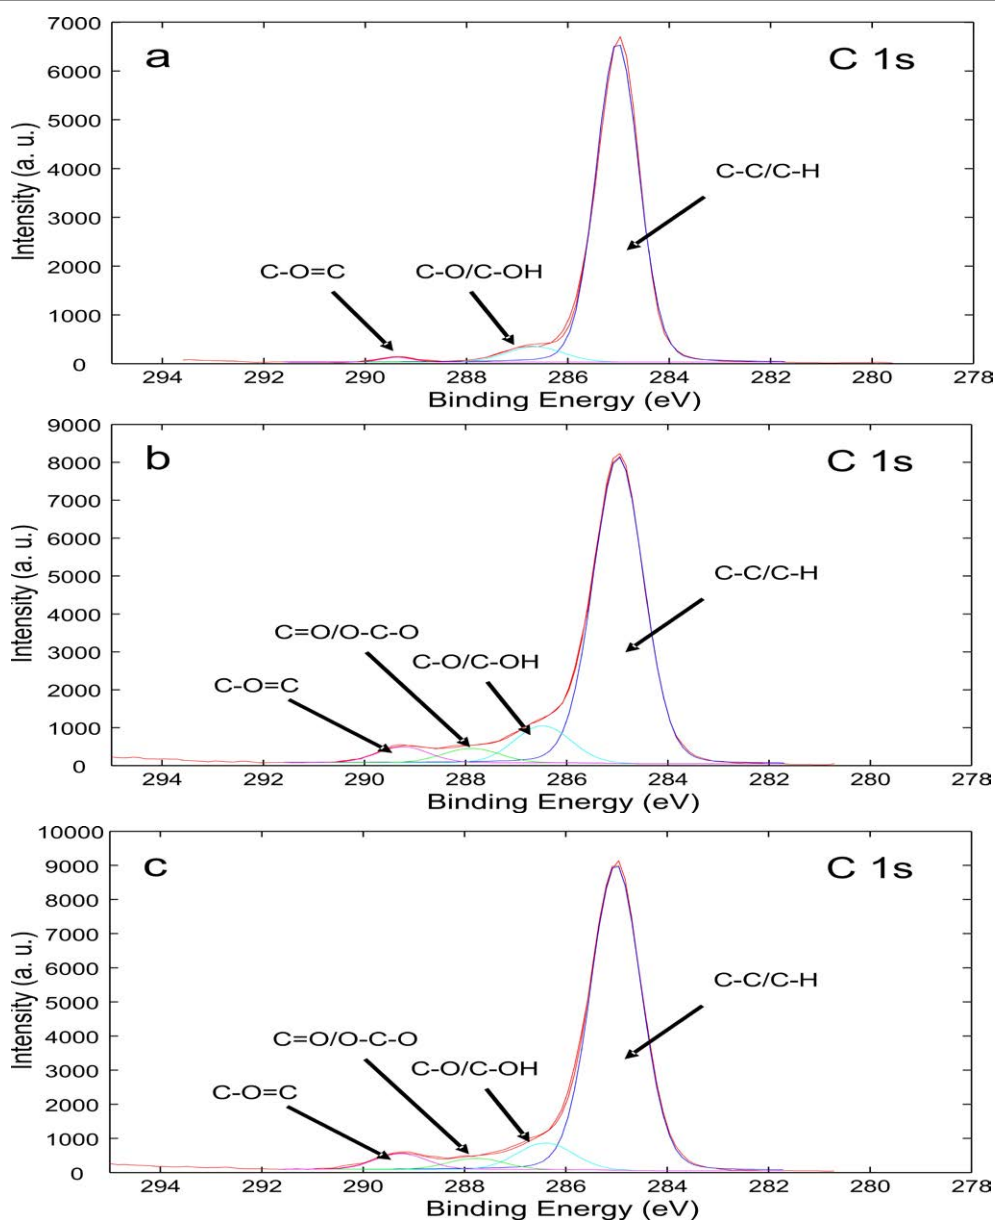 7000
a
C 1s
6000
5000
4000
C-C/C-H
3000
Intensity (a. u.)
2000
C-O=C
C-O/C-OH
1000
0
294
292
290
288
286
284
282
280
278
Binding Energy (eV)
9000
b
C 1s
8000
7000
6000
5000
C-C/C-H
4000
Intensity (a. u.)
C=O/O-C-O
3000
C-O/C-OH
C-O=C
2000
1000
0
294
292
290
288
286
284
282
280
278
Binding Energy (eV)
10000
c
C 1s
9000
8000
7000
6000
C-C/C-H
5000
Intensity (a. u.)
4000
C=O/O-C-O
3000
C-O/C-OH
C-O=C
2000
1000
0
294
292
290
288
286
284
282
280
278
Binding Energy (eV)